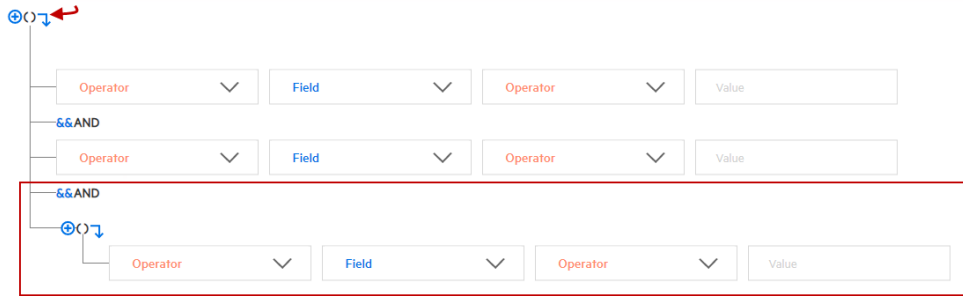 ()
Operator Field Operator Value
&&AND
Operator Field Operator Value
&&AND
()
Operator Field Operator Value